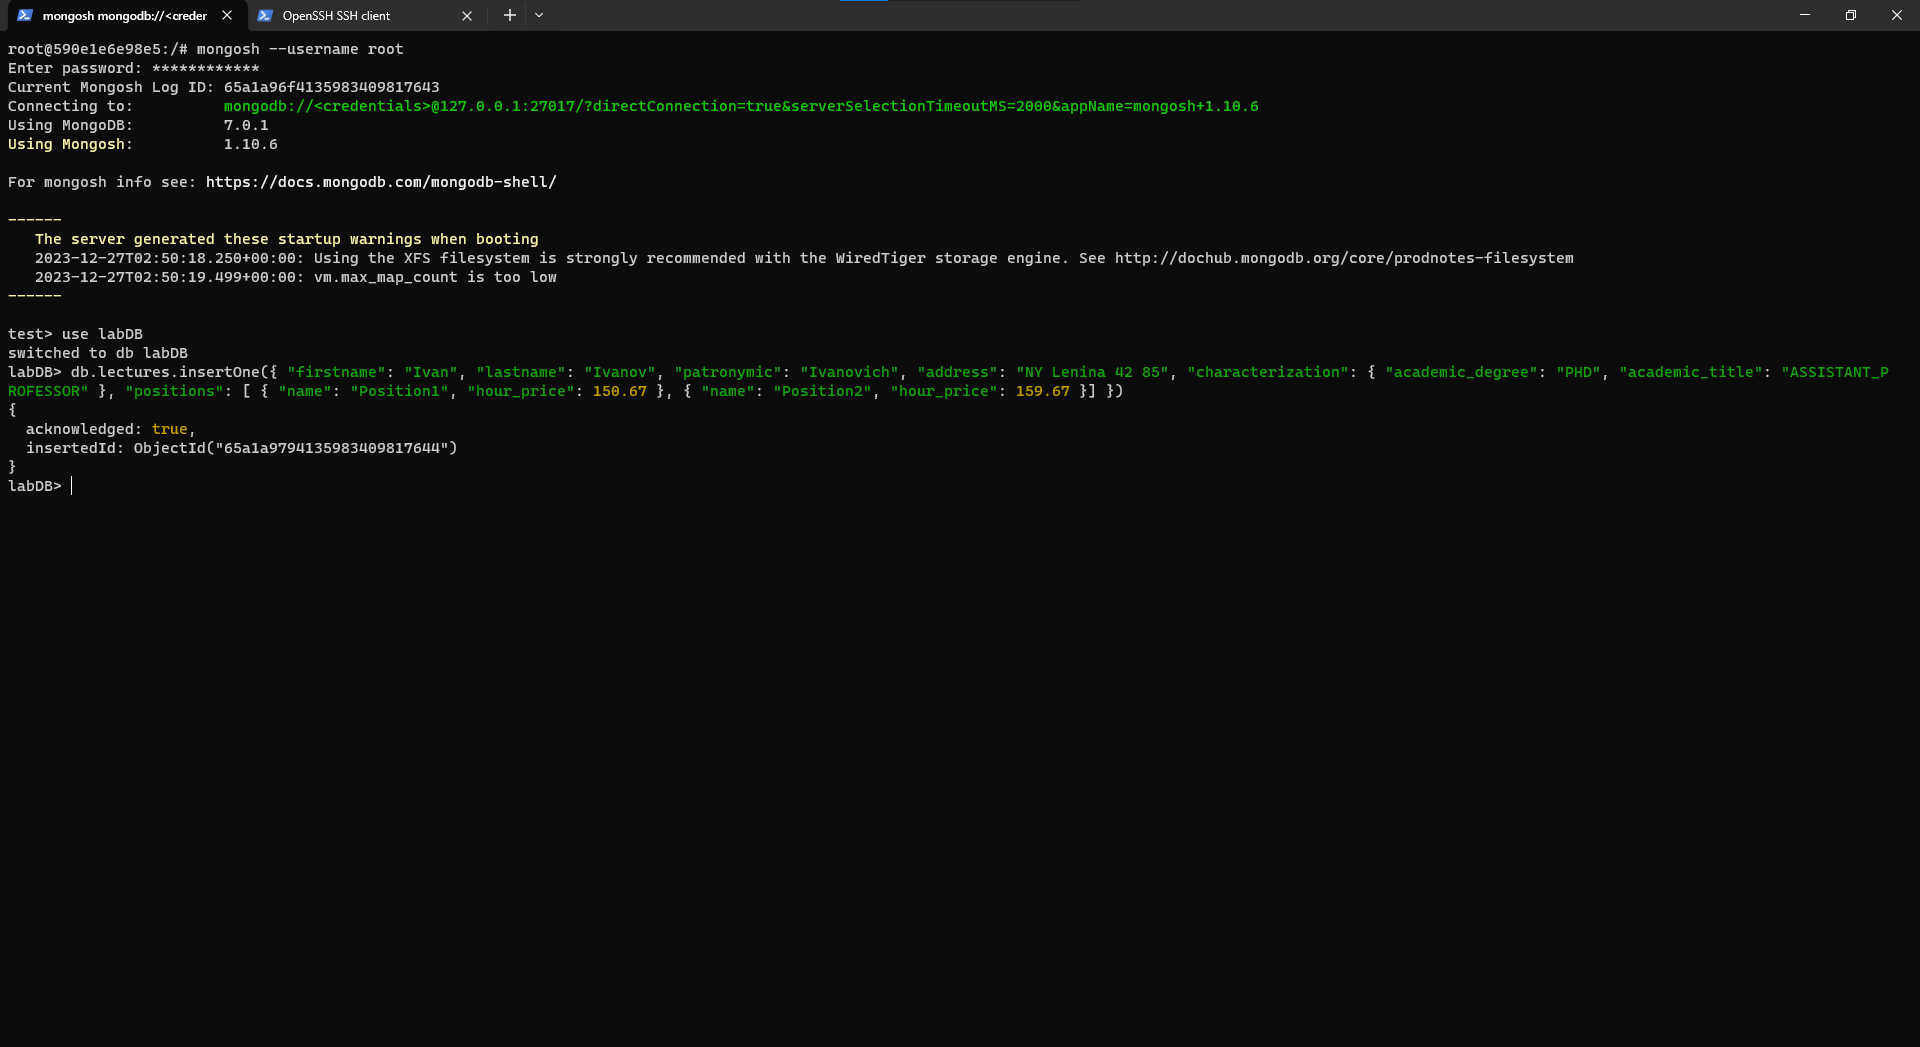 mongosh mongodb://<creder
OpenSSH SSH client
root@590e1e6e98e5:/# mongosh --username root
Enter password: ************
Current Mongosh Log ID: 65a1a96f4135983409817643
Connecting to:          mongodb://<credentials>@127.0.0.1:27017/?directConnection=true&serverSelectionTimeoutMS=2000&appName=mongosh+1.10.6
Using MongoDB:          7.0.1
Using Mongosh:          1.10.6
For mongosh info see: https://docs.mongodb.com/mongodb-shell/
------
   The server generated these startup warnings when booting
   2023-12-27T02:50:18.250+00:00: Using the XFS filesystem is strongly recommended with the WiredTiger storage engine. See http://dochub.mongodb.org/core/prodnotes-filesystem
   2023-12-27T02:50:19.499+00:00: vm.max_map_count is too low
------
test> use labDB
switched to db labDB
labDB> db.lectures.insertOne({ "firstname": "Ivan", "lastname": "Ivanov", "patronymic": "Ivanovich", "address": "NY Lenina 42 85", "characterization": { "academic_degree": "PHD", "academic_title": "ASSISTANT_P
ROFESSOR" }, "positions": [ { "name": "Position1", "hour_price": 150.67 }, { "name": "Position2", "hour_price": 159.67 }] })
{
  acknowledged: true,
  insertedId: ObjectId("65a1a9794135983409817644")
}
labDB>